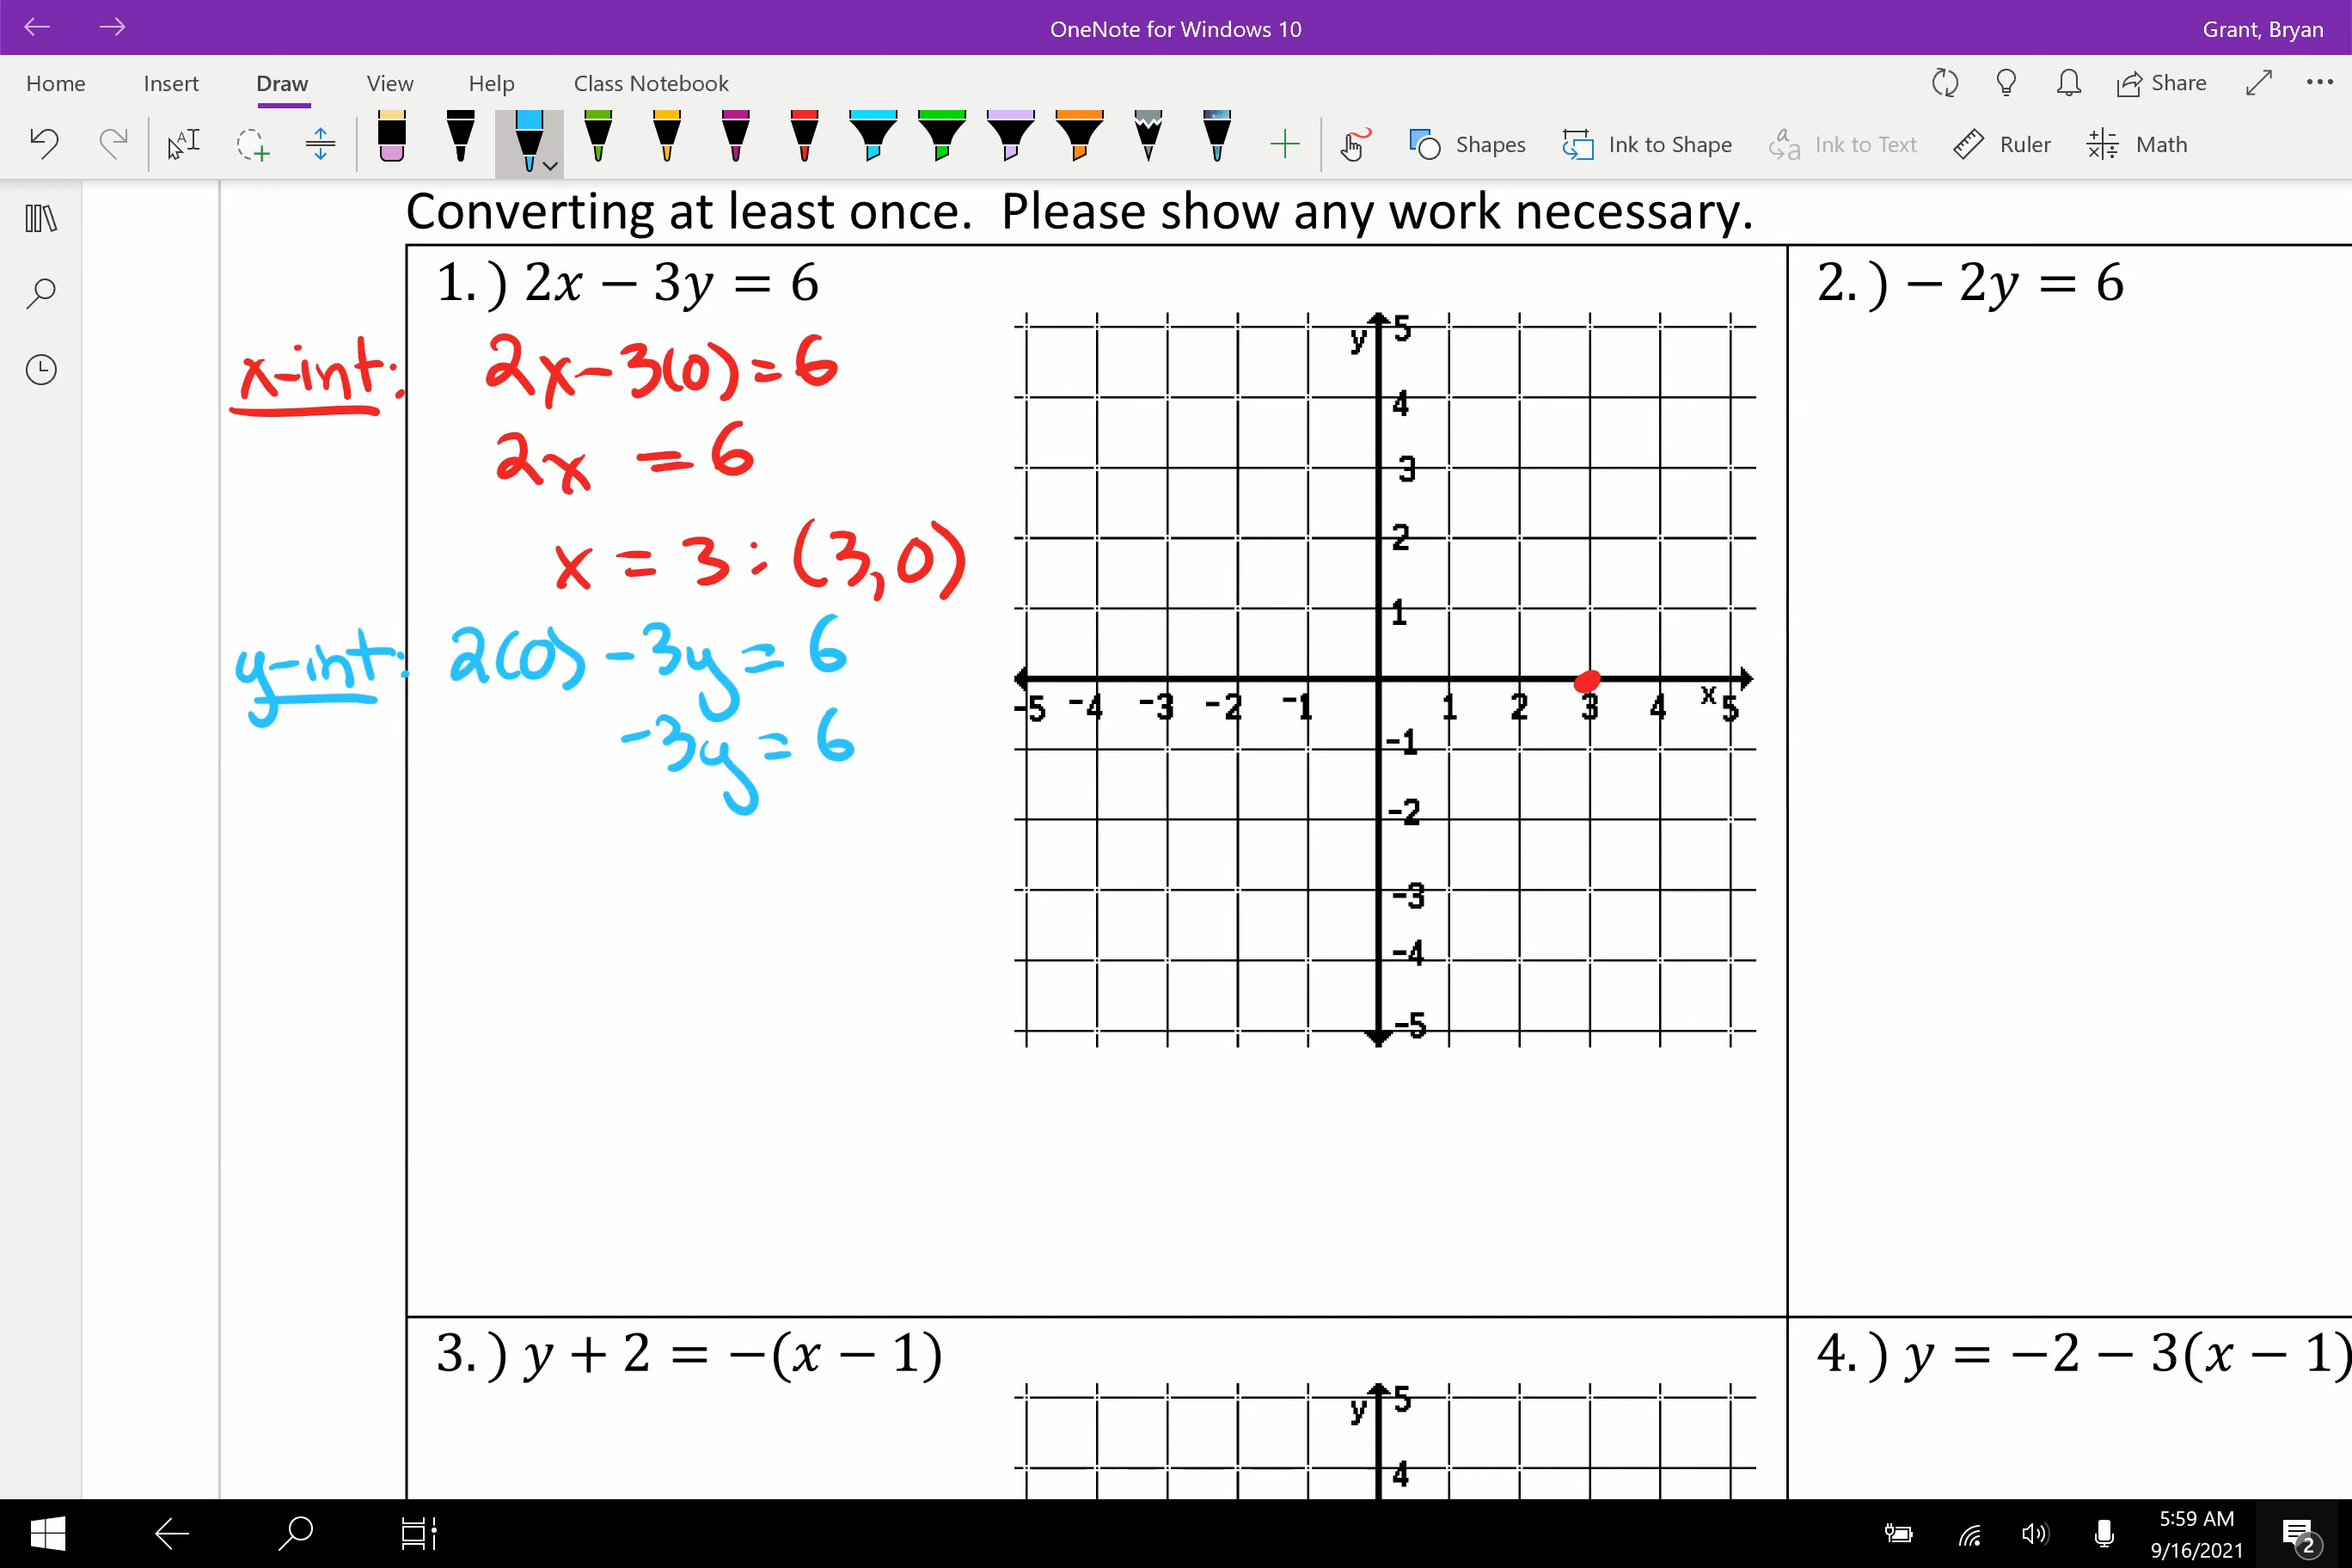 OneNote for Windows 10
Grant, Bryan
Home Insert Draw View Help Class Notebook Share
Shapes Ink to Shape Ink to Text Ruler Math
Converting at least once. Please show any work necessary.
1.) 2x − 3y = 6
x-int: 2x-3(0)=6
2x = 6
x = 3 : (3,0)
y-int: 2(0) -3y = 6
-3y = 6
y 5
4
3
2
1
-5 -4 -3 -2 -1 1 2 3 4 x 5
-1
-2
-3
-4
-5
2.) − 2y = 6
3.) y + 2 = −(x − 1)
y 5
4
4.) y = −2 − 3(x − 1)
5:59 AM
9/16/2021
2